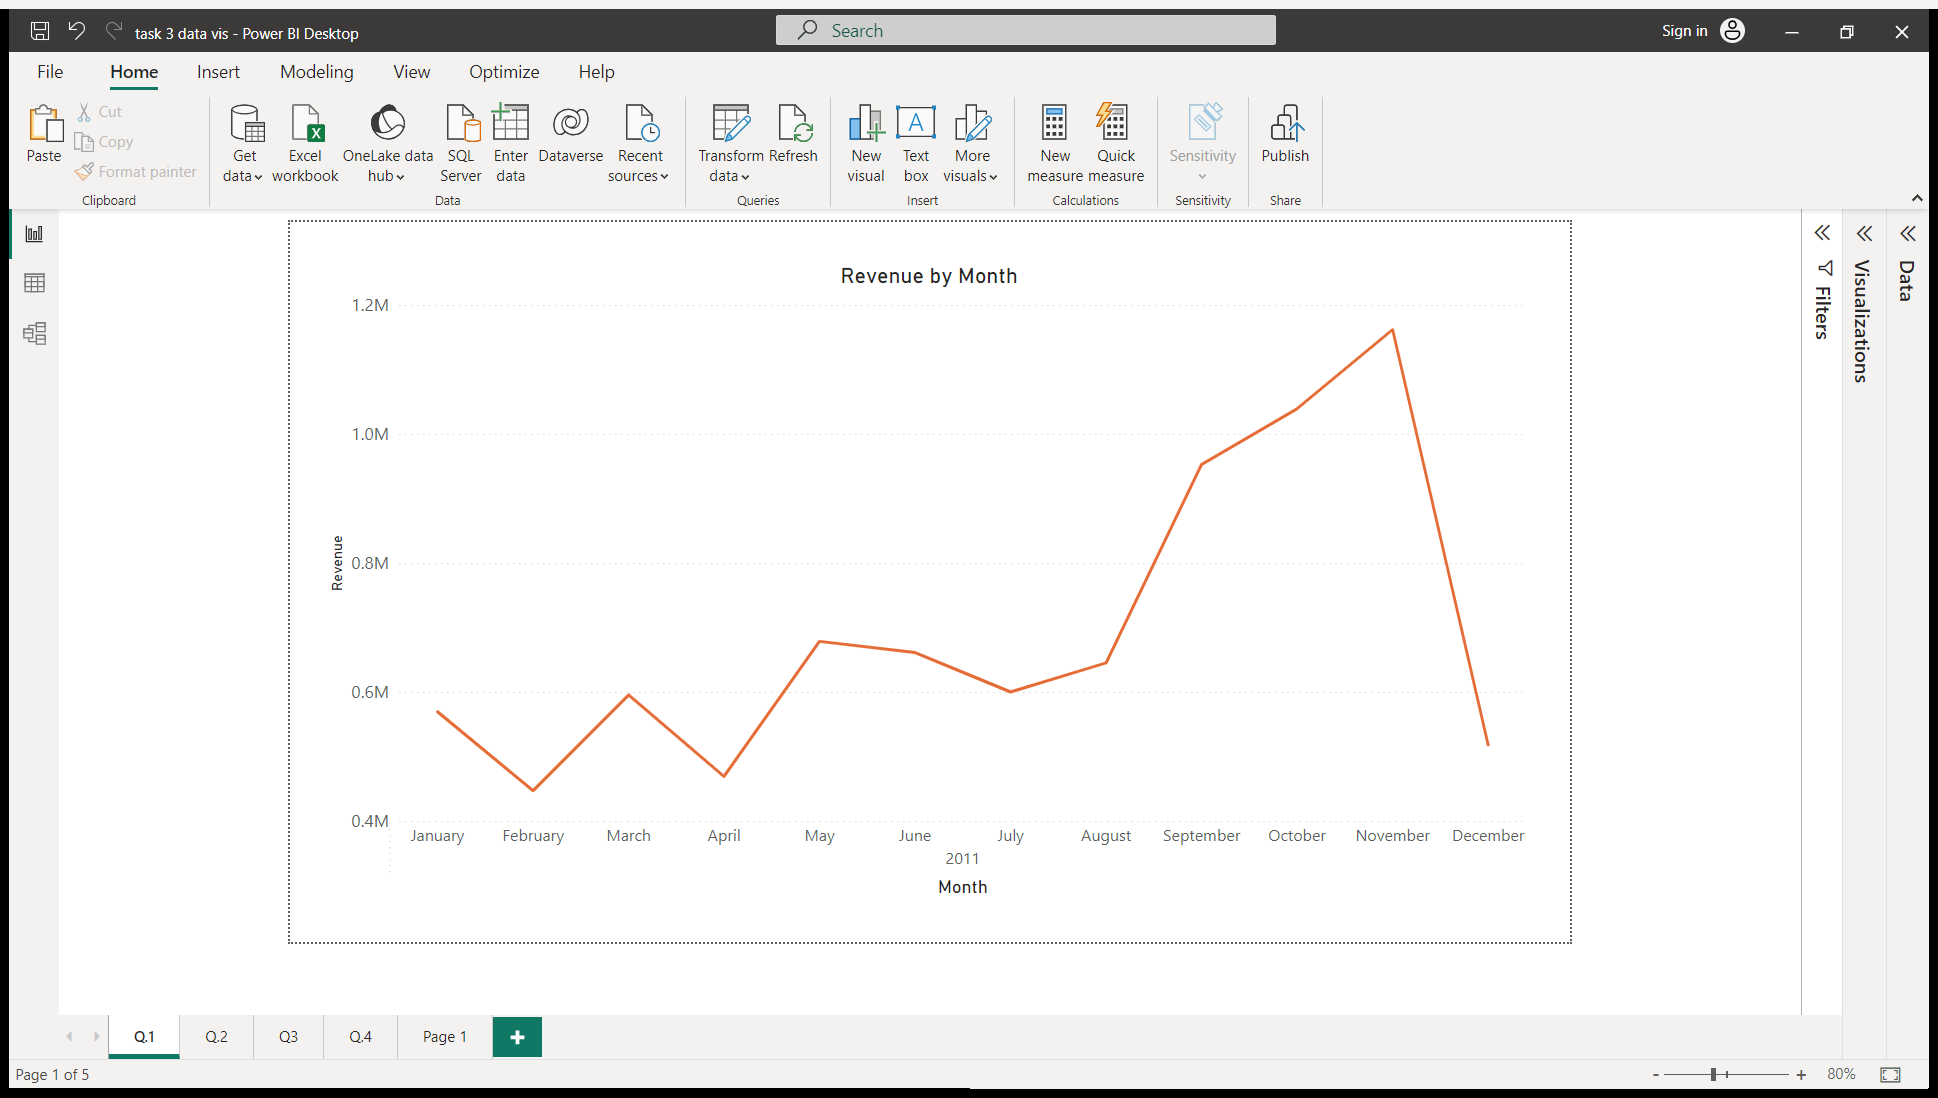 task 3 data vis - Power BI Desktop
Search
Sign in
File Home Insert Modeling View Optimize Help
Paste
Cut
Copy
Format painter
Clipboard
Get data
Excel workbook
OneLake data hub
SQL Server
Enter data
Dataverse
Recent sources
Data
Transform data
Refresh
Queries
New visual
Text box
More visuals
Insert
New measure
Quick measure
Calculations
Sensitivity
Sensitivity
Publish
Share
Filters
Visualizations
Data
Revenue by Month
Revenue
1.2M
1.0M
0.8M
0.6M
0.4M
January February March April May June July August September October November December
2011
Month
Q.1 Q.2 Q3 Q.4 Page 1
Page 1 of 5
- + 80%